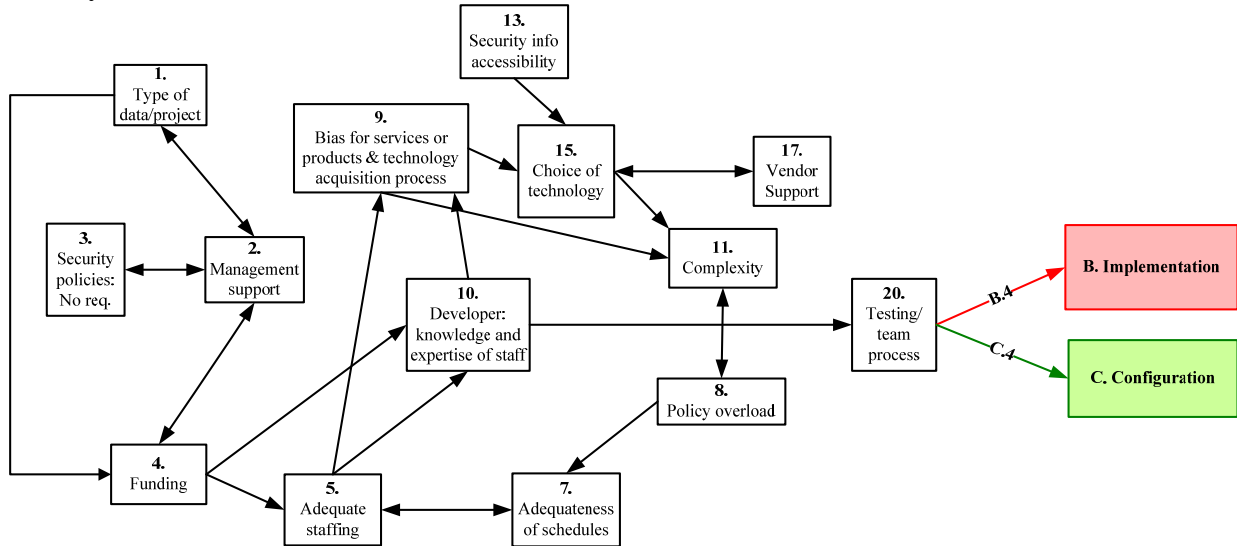 13.
Security info
accessibility
1.
Type of
data/project
9.
Bias for services or
products & technology
acquisition process
15.
Choice of
technology
17.
Vendor
Support
3.
Security
policies:
No req.
2.
Management
support
11.
Complexity
B. Implementation
10.
Developer:
knowledge and
expertise of staff
20.
Testing/
team
process
B.4
C.4
C. Configuration
8.
Policy overload
4.
Funding
5.
Adequate
staffing
7.
Adequateness
of schedules